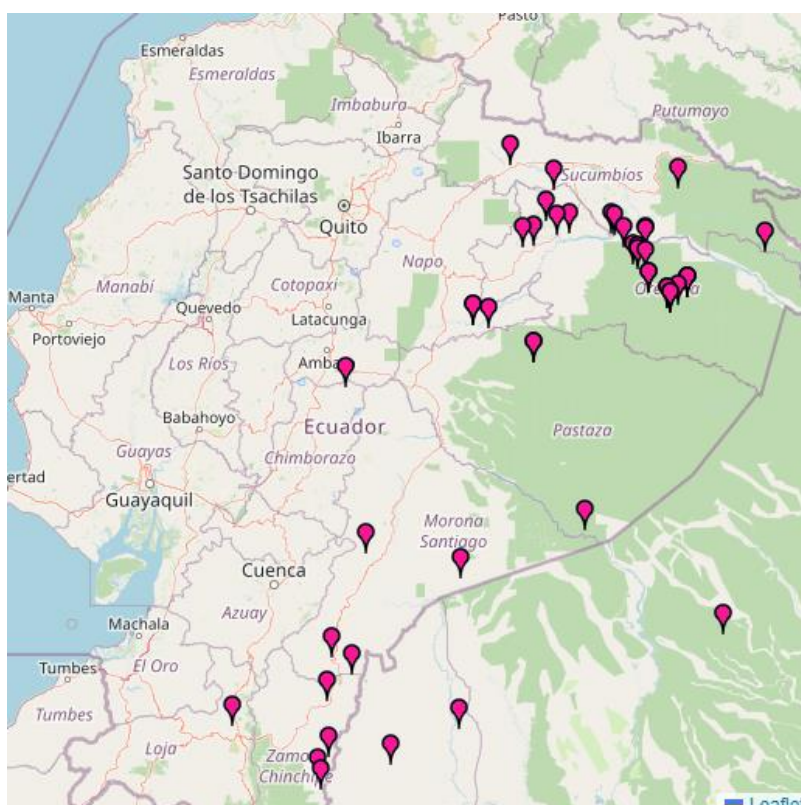 Pasto
Esmeraldas
Esmeraldas
Imbabura
Putumayo
Ibarra
Santo Domingo
de los Tsachilas
Sucumbíos
Quito
Napo
Manta
Manabí
Cotopaxi
Quevedo
Latacunga
Portoviejo
Los Ríos
Amba
Babahoyo
Ecuador
Pastaza
Guayas
Chimborazo
ertad
Guayaquil
Morona
Santiago
Cuenca
Azuay
Machala
El Oro
Tumbes
Tumbes
Loja
Zamo
Chinchipe
Leaflet